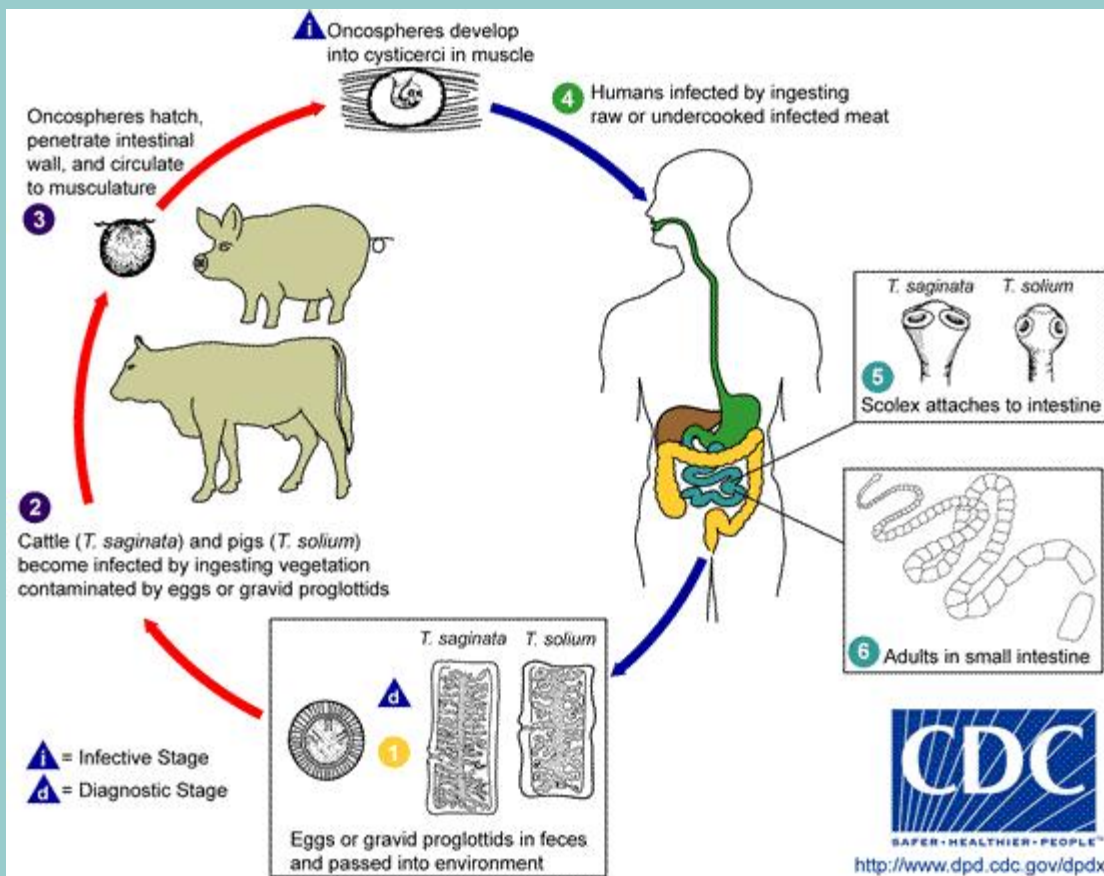 i Oncospheres develop
into cysticerci in muscle
4 Humans infected by ingesting
raw or undercooked infected meat
Oncospheres hatch,
penetrate intestinal
wall, and circulate
to musculature
3
T. saginata T. solium
5
Scolex attaches to intestine
2
Cattle (T. saginata) and pigs (T. solium)
become infected by ingesting vegetation
contaminated by eggs or gravid proglottids
6 Adults in small intestine
T. saginata T. solium
d
1
Eggs or gravid proglottids in feces
and passed into environment
i = Infective Stage
d = Diagnostic Stage
CDC
SAFER·HEALTHIER·PEOPLE™
http://www.dpd.cdc.gov/dpdx